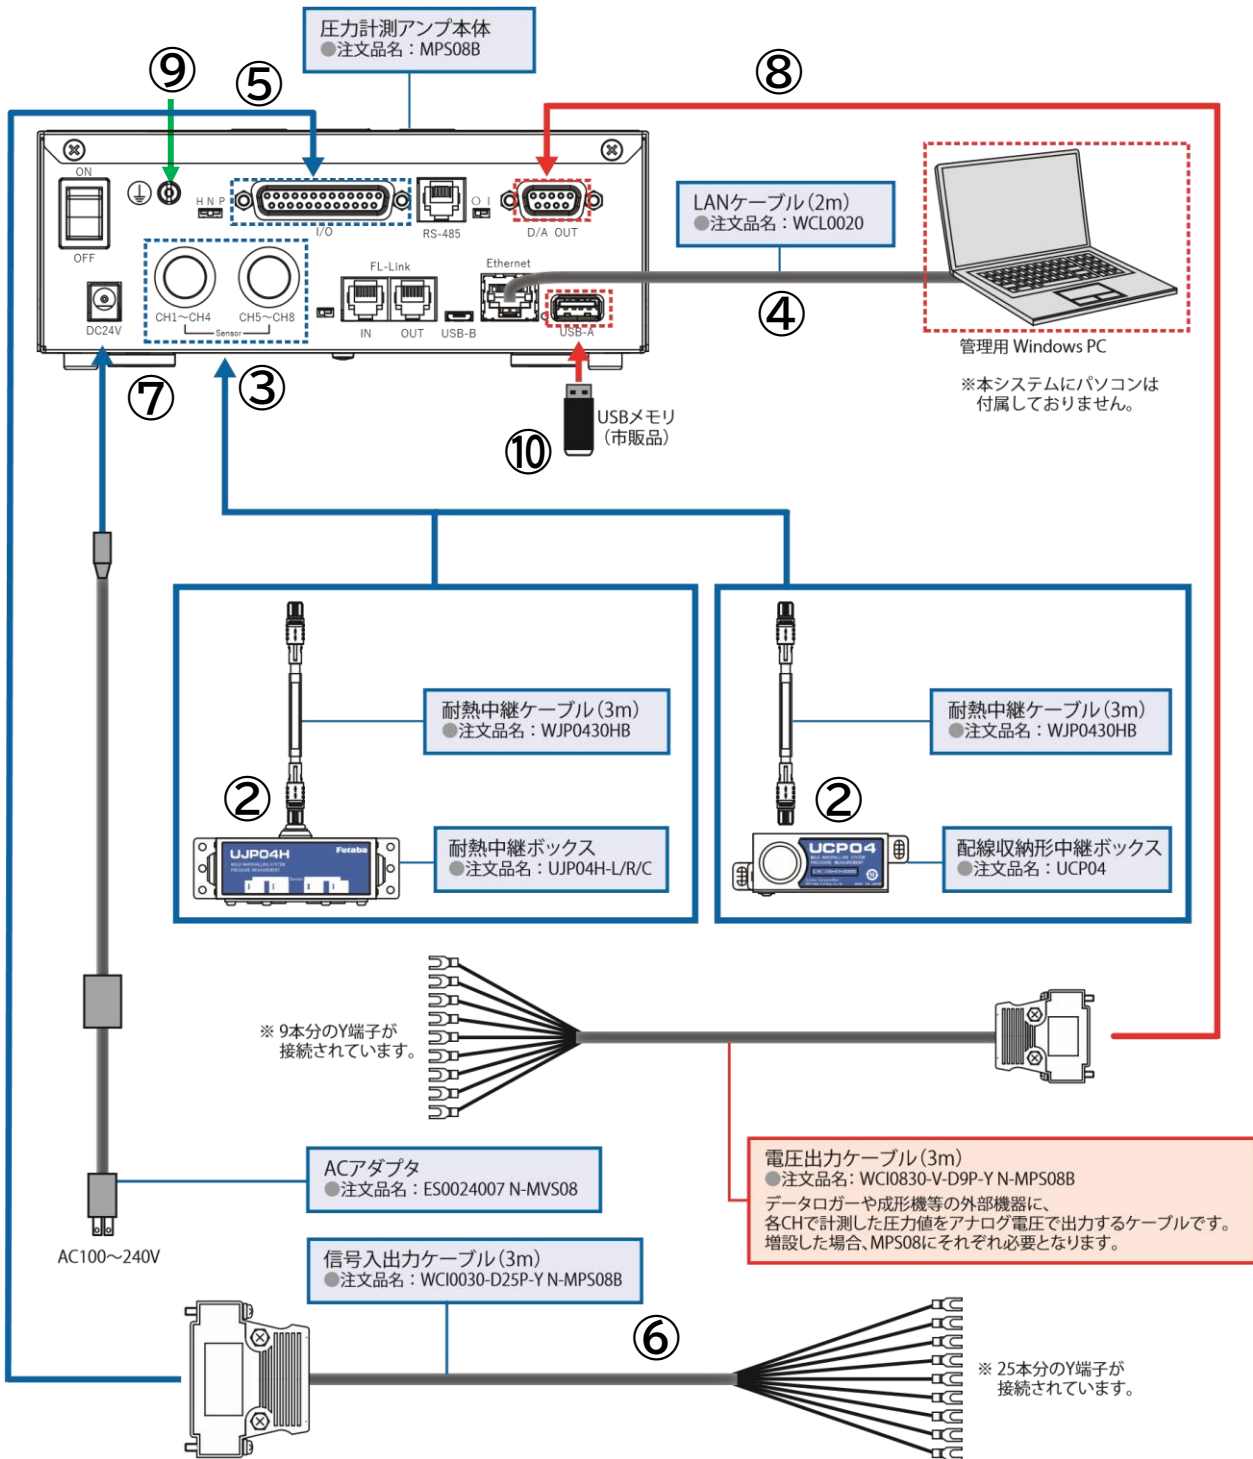 圧力計測アンプ本体
●注文品名：MPS08B
⑨
⑤
⑧
ON
OFF
H N P
I/O
RS-485
O I
D/A OUT
LANケーブル（2m）
●注文品名：WCL0020
④
CH1～CH4
CH5～CH8
Sensor
FL-Link
IN
OUT
USB-B
Ethernet
USB-A
DC24V
管理用 Windows PC
※本システムにパソコンは
付属しておりません。
⑦
③
⑩
USBメモリ
（市販品）
耐熱中継ケーブル（3m）
●注文品名：WJP0430HB
②
UJP04H
Futaba
MOLD MARSHALLING SYSTEM
PRESSURE MEASUREMENT
耐熱中継ボックス
●注文品名：UJP04H-L/R/C
耐熱中継ケーブル（3m）
●注文品名：WJP0430HB
②
UCP04
MOLD MARSHALLING SYSTEM
PRESSURE MEASUREMENT
配線収納形中継ボックス
●注文品名：UCP04
※ 9本分のY端子が
接続されています。
電圧出力ケーブル（3m）
●注文品名：WCI0830-V-D9P-Y N-MPS08B
データロガーや成形機等の外部機器に、
各CHで計測した圧力値をアナログ電圧で出力するケーブルです。
増設した場合、MPS08にそれぞれ必要となります。
ACアダプタ
●注文品名：ES0024007 N-MVS08
AC100～240V
信号入出力ケーブル（3m）
●注文品名：WCI0030-D25P-Y N-MPS08B
⑥
※ 25本分のY端子が
接続されています。